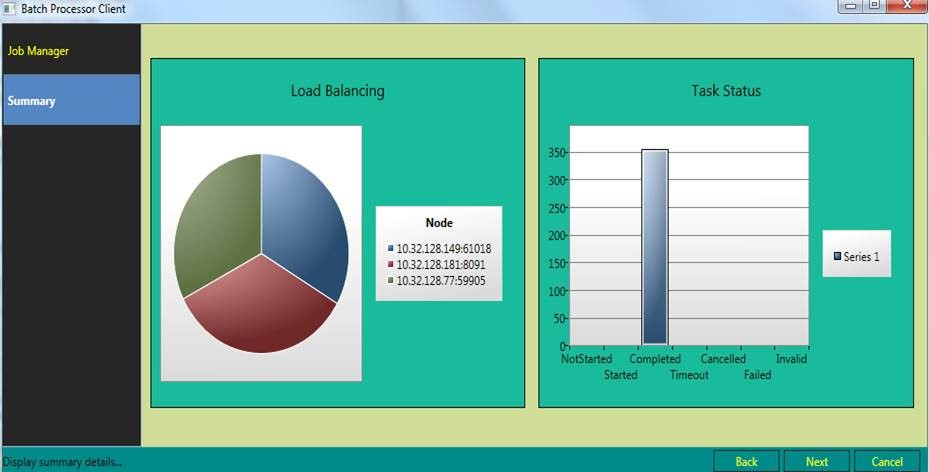 Batch Processor Client
Job Manager
Summary
Load Balancing
Node
10.32.128.149:61018
10.32.128.181:8091
10.32.128.77:59905
Task Status
350
300
250
200
150
100
50
0
NotStarted Completed Cancelled Invalid
Started Timeout Failed
Series 1
Display summary details...
Back Next Cancel